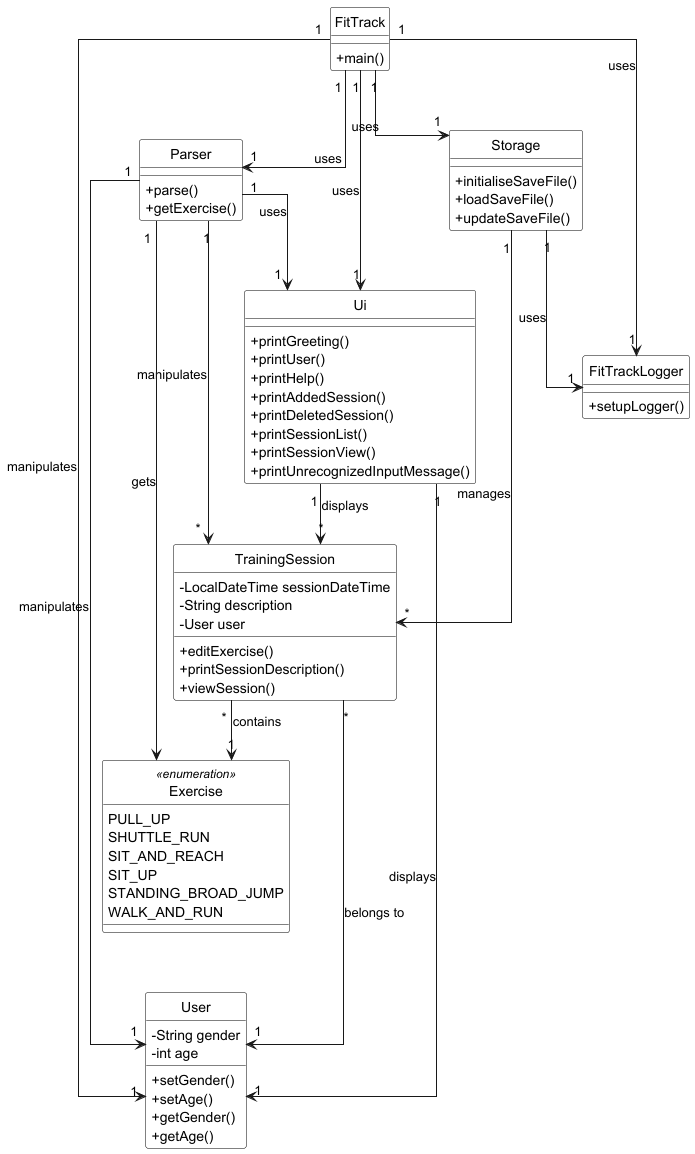 FitTrack
+main()
1
1
uses
1
1
1
uses
1
Storage
+initialiseSaveFile()
+loadSaveFile()
+updateSaveFile()
uses
1
Parser
+parse()
+getExercise()
1
1
uses
uses
1
1
1
1
1
1
uses
1
1
FitTrackLogger
+setupLogger()
Ui
+printGreeting()
+printUser()
+printHelp()
+printAddedSession()
+printDeletedSession()
+printSessionList()
+printSessionView()
+printUnrecognizedInputMessage()
manipulates
manipulates
gets
1
displays
1
manages
*
*
TrainingSession
-LocalDateTime sessionDateTime
-String description
-User user
+editExercise()
+printSessionDescription()
+viewSession()
*
manipulates
*
contains
*
1
«enumeration»
Exercise
PULL_UP
SHUTTLE_RUN
SIT_AND_REACH
SIT_UP
STANDING_BROAD_JUMP
WALK_AND_RUN
displays
belongs to
User
-String gender
-int age
+setGender()
+setAge()
+getGender()
+getAge()
1
1
1
1